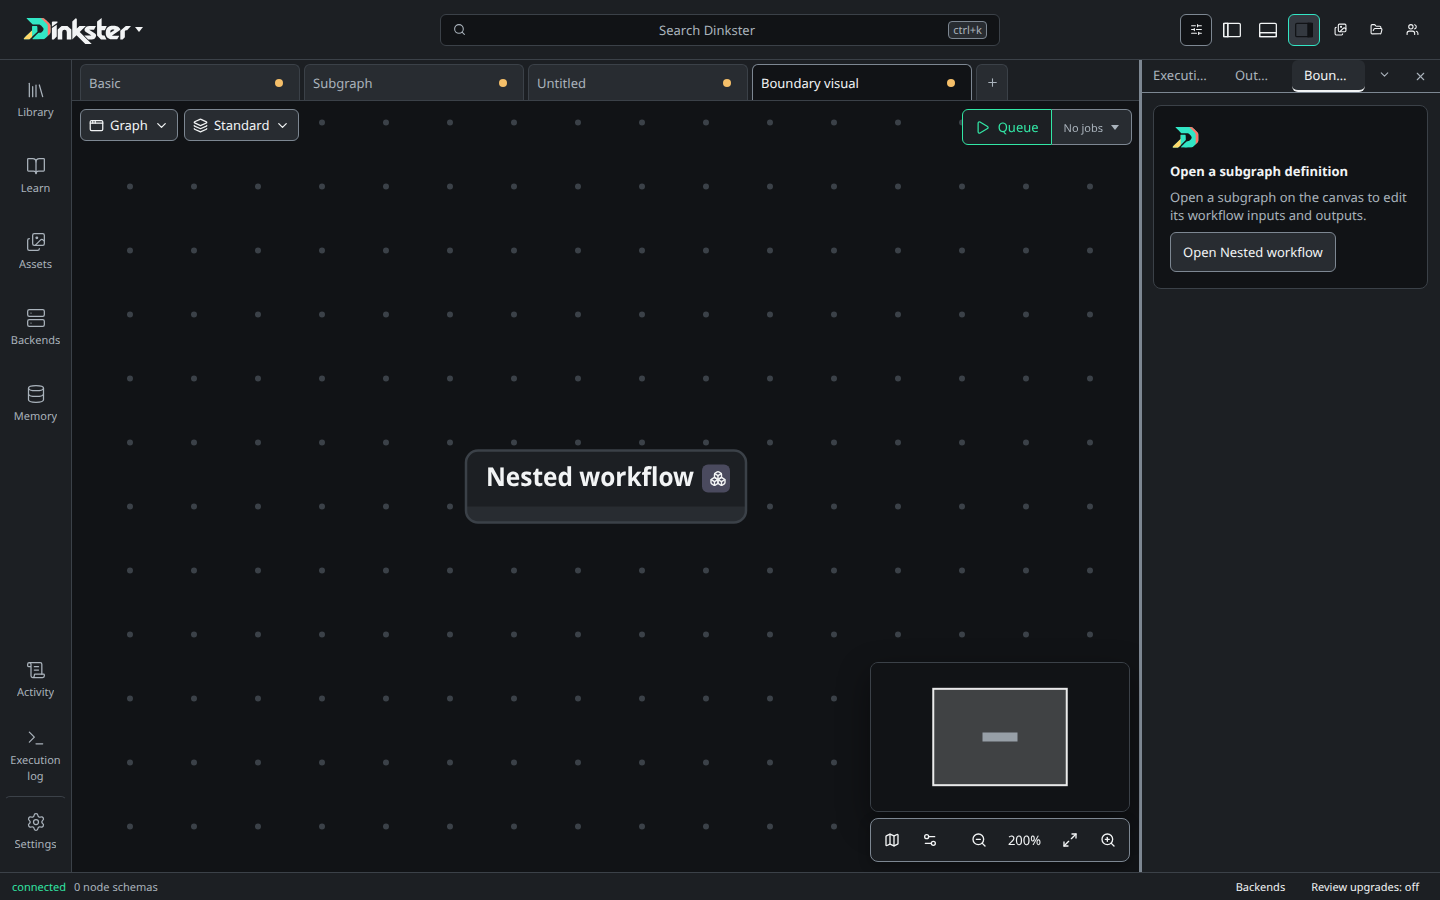 Dinkster
Search Dinkster
ctrl+k
Basic
Subgraph
Untitled
Boundary visual
Executi...
Out...
Boun...
Library
Learn
Assets
Backends
Memory
Activity
Execution
log
Settings
Graph
Standard
Queue
No jobs
Nested workflow
200%
Open a subgraph definition
Open a subgraph on the canvas to edit
its workflow inputs and outputs.
Open Nested workflow
connected
0 node schemas
Backends
Review upgrades: off